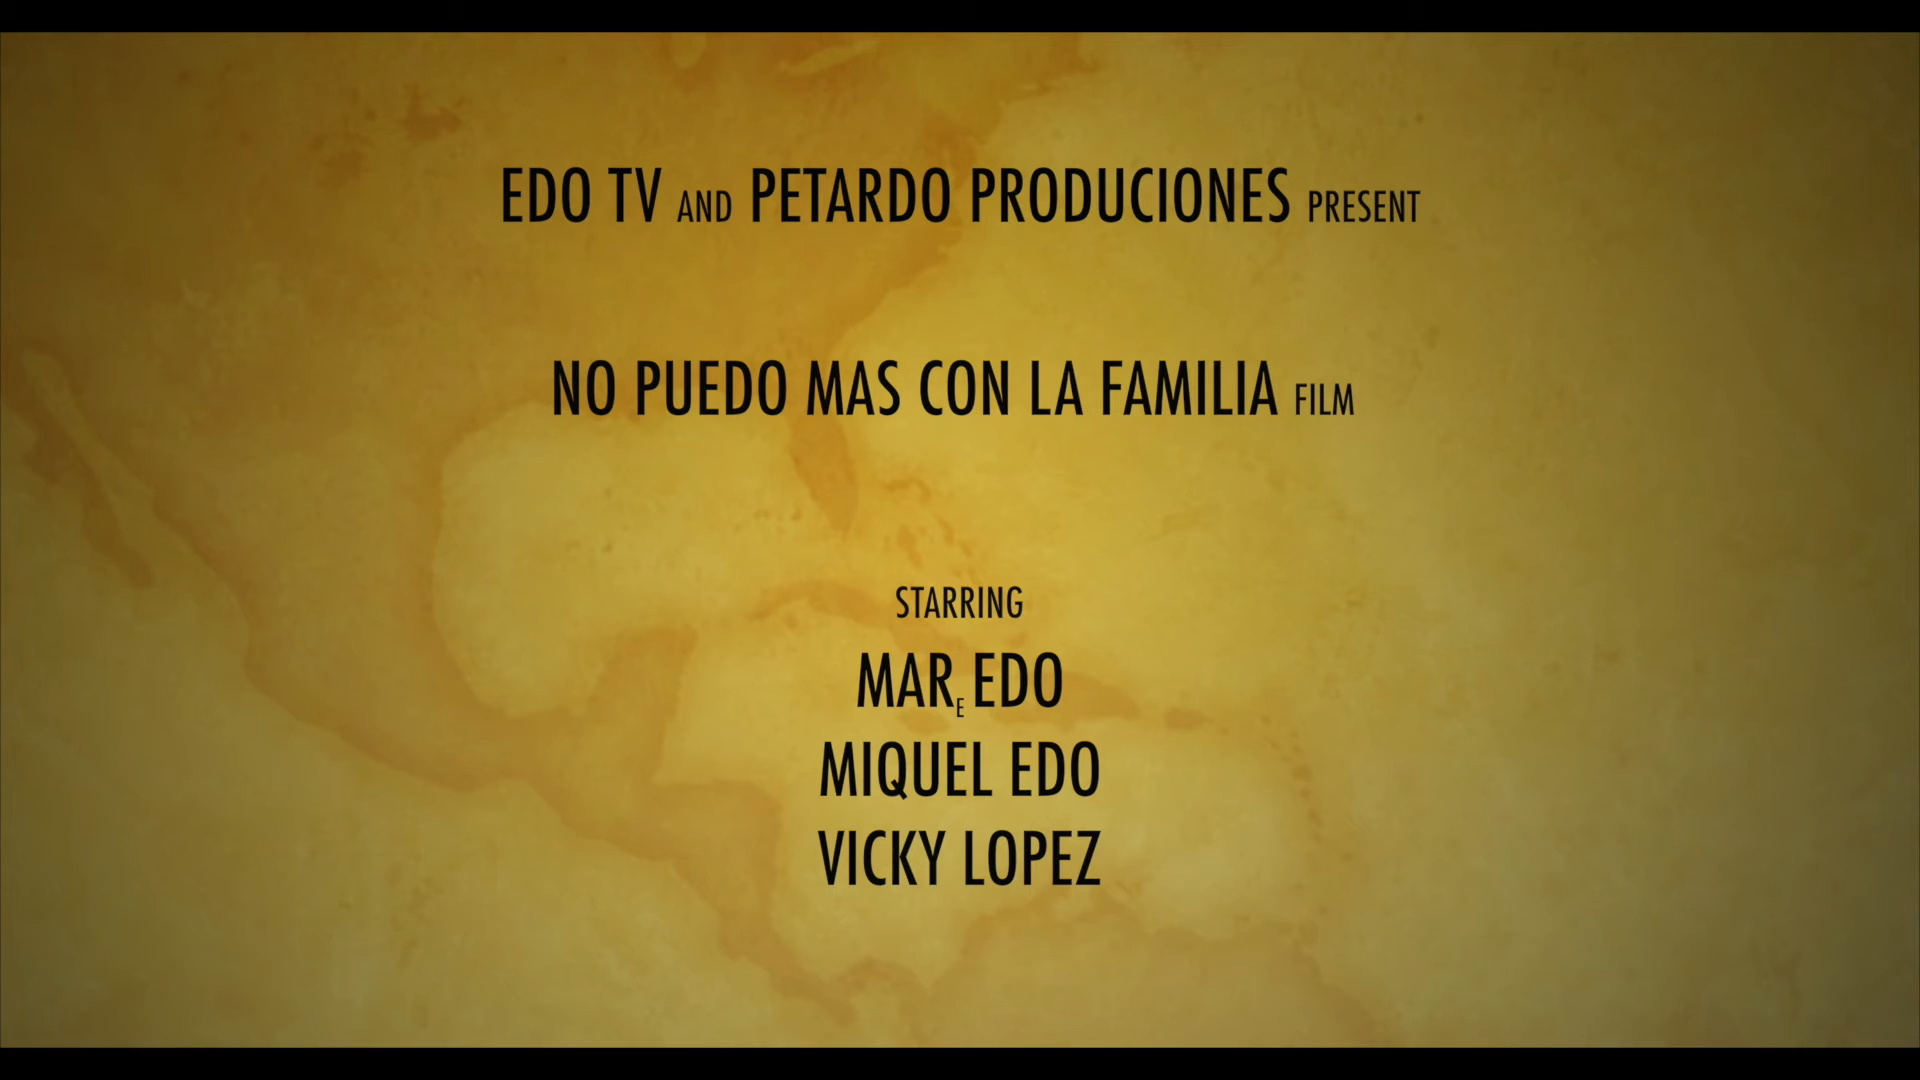 EDO TV AND PETARDO PRODUCIONES PRESENT
NO PUEDO MAS CON LA FAMILIA FILM
STARRING
MAR E EDO
MIQUEL EDO
VICKY LOPEZ